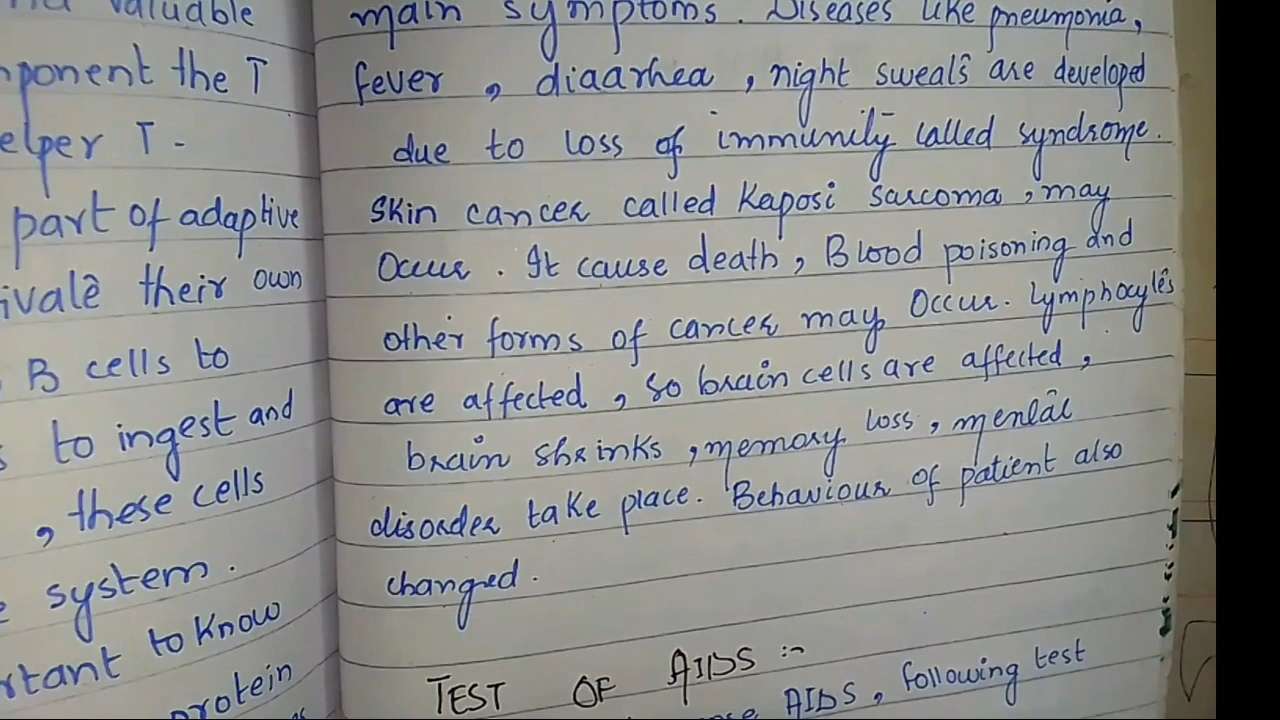 valuable
ponent the T
elper T -
part of adaptive
ivate their own
B cells to
to ingest and
, these cells
system.
rtant to Know
protein
main symptoms. Diseases like pneumonia,
fever, diaarhea, night sweats are developed
due to loss of immunity called syndrome.
Skin cancer called Kaposi sarcoma, may
Occur. It cause death, Blood poisoning and
other forms of cancer may Occur. Lymphocytes
are affected, so brain cells are affected,
brain shrinks, memory loss, mental
disorder take place. Behaviour of patient also
changed.
TEST OF AIDS :-
AIDS, following test